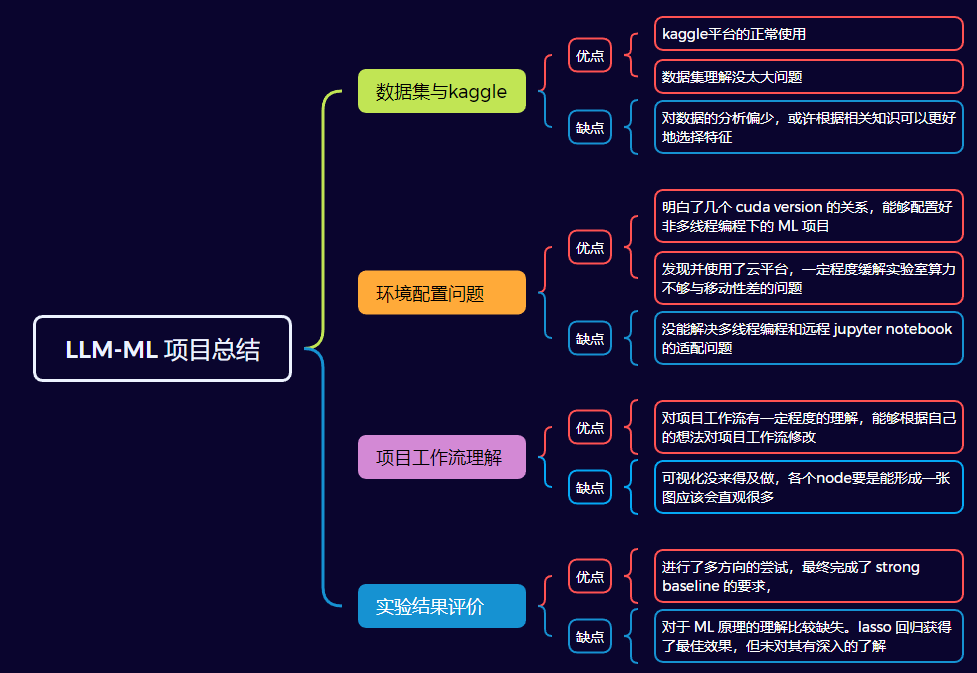 LLM-ML 项目总结
数据集与kaggle
优点
kaggle平台的正常使用
数据集理解没太大问题
缺点
对数据的分析偏少，或许根据相关知识可以更好
地选择特征
环境配置问题
优点
明白了几个 cuda version 的关系，能够配置好
非多线程编程下的 ML 项目
发现并使用了云平台，一定程度缓解实验室算力
不够与移动性差的问题
缺点
没能解决多线程编程和远程 jupyter notebook
的适配问题
项目工作流理解
优点
对项目工作流有一定程度的理解，能够根据自己
的想法对项目工作流修改
缺点
可视化没来得及做，各个node要是能形成一张
图应该会直观很多
实验结果评价
优点
进行了多方向的尝试，最终完成了 strong
baseline 的要求，
缺点
对于 ML 原理的理解比较缺失。lasso 回归获得
了最佳效果，但未对其有深入的了解